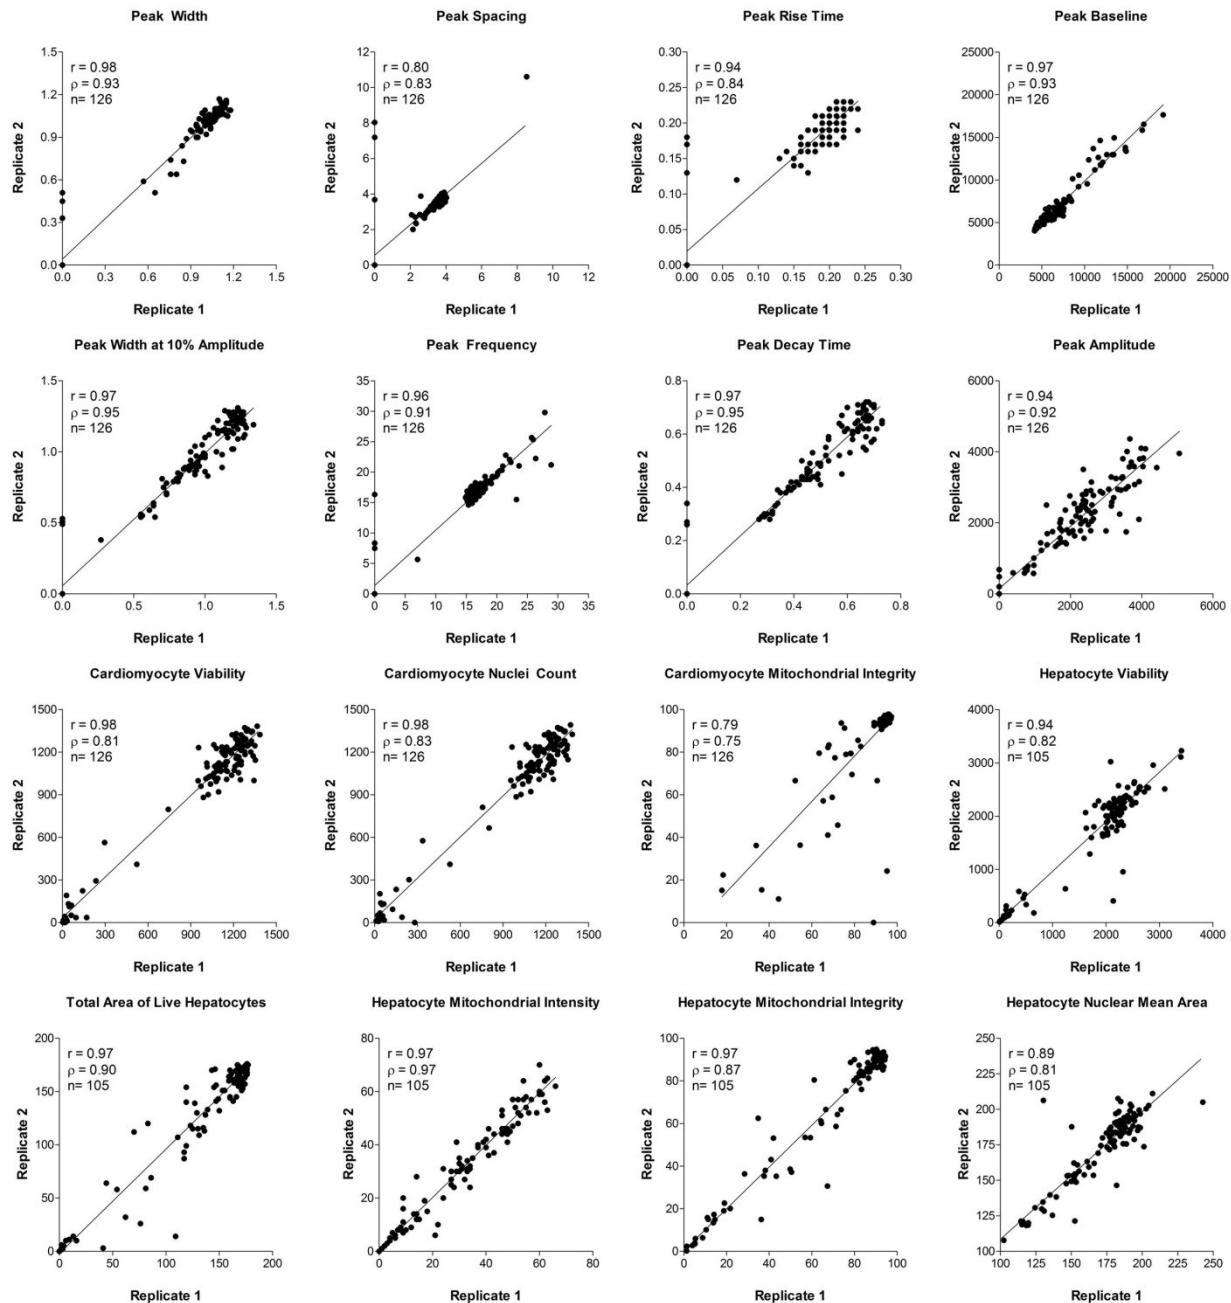 Peak Width
Peak Spacing
Peak Rise Time
Peak Baseline
r = 0.98
ρ = 0.93
n= 126
Replicate 2
1.5
1.2
0.9
0.6
0.3
0.0
0.0 0.3 0.6 0.9 1.2 1.5
Replicate 1
r = 0.80
ρ = 0.83
n= 126
Replicate 2
12
10
8
6
4
2
0
0 2 4 6 8 10 12
Replicate 1
r = 0.94
ρ = 0.84
n= 126
Replicate 2
0.30
0.25
0.20
0.15
0.10
0.05
0.00
0.00 0.05 0.10 0.15 0.20 0.25 0.30
Replicate 1
r = 0.97
ρ = 0.93
n= 126
Replicate 2
25000
20000
15000
10000
5000
0
0 5000 10000 15000 20000 25000
Replicate 1
Peak Width at 10% Amplitude
Peak Frequency
Peak Decay Time
Peak Amplitude
r = 0.97
ρ = 0.95
n= 126
Replicate 2
1.5
1.0
0.5
0.0
0.0 0.5 1.0 1.5
Replicate 1
r = 0.96
ρ = 0.91
n= 126
Replicate 2
35
30
25
20
15
10
5
0
0 5 10 15 20 25 30 35
Replicate 1
r = 0.97
ρ = 0.95
n= 126
Replicate 2
0.8
0.6
0.4
0.2
0.0
0.0 0.2 0.4 0.6 0.8
Replicate 1
r = 0.94
ρ = 0.92
n= 126
Replicate 2
6000
4000
2000
0
0 2000 4000 6000
Replicate 1
Cardiomyocyte Viability
Cardiomyocyte Nuclei Count
Cardiomyocyte Mitochondrial Integrity
Hepatocyte Viability
r = 0.98
ρ = 0.81
n= 126
Replicate 2
1500
1200
900
600
300
0
0 300 600 900 1200 1500
Replicate 1
r = 0.98
ρ = 0.83
n= 126
Replicate 2
1500
1200
900
600
300
0
0 300 600 900 1200 1500
Replicate 1
r = 0.79
ρ = 0.75
n= 126
Replicate 2
100
80
60
40
20
0
0 20 40 60 80 100
Replicate 1
r = 0.94
ρ = 0.82
n= 105
Replicate 2
4000
3000
2000
1000
0
0 1000 2000 3000 4000
Replicate 1
Total Area of Live Hepatocytes
Hepatocyte Mitochondrial Intensity
Hepatocyte Mitochondrial Integrity
Hepatocyte Nuclear Mean Area
r = 0.97
ρ = 0.90
n= 105
Replicate 2
200
150
100
50
0
0 50 100 150 200
Replicate 1
r = 0.97
ρ = 0.97
n= 105
Replicate 2
80
60
40
20
0
0 20 40 60 80
Replicate 1
r = 0.97
ρ = 0.87
n= 105
Replicate 2
100
80
60
40
20
0
0 20 40 60 80 100
Replicate 1
r = 0.89
ρ = 0.81
n= 105
Replicate 2
250
225
200
175
150
125
100
100 125 150 175 200 225 250
Replicate 1